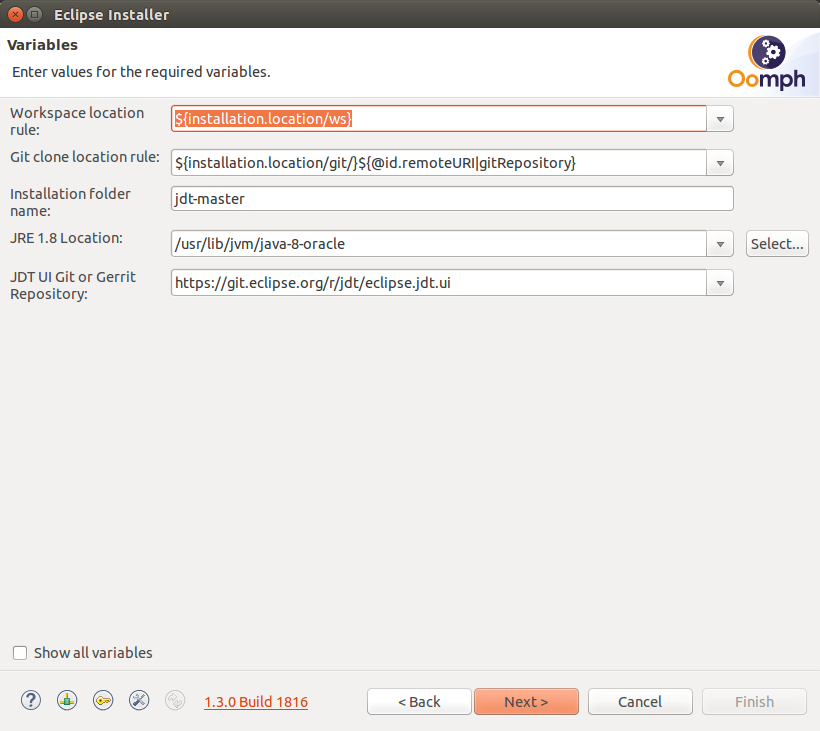 Eclipse Installer
Variables
Enter values for the required variables.
Oomph
Workspace location
rule:
${installation.location/ws}
Git clone location rule:
${installation.location/git/}${@id.remoteURI|gitRepository}
Installation folder
name:
jdt-master
JRE 1.8 Location:
/usr/lib/jvm/java-8-oracle
Select...
JDT UI Git or Gerrit
Repository:
https://git.eclipse.org/r/jdt/eclipse.jdt.ui
Show all variables
?
1.3.0 Build 1816
< Back
Next >
Cancel
Finish